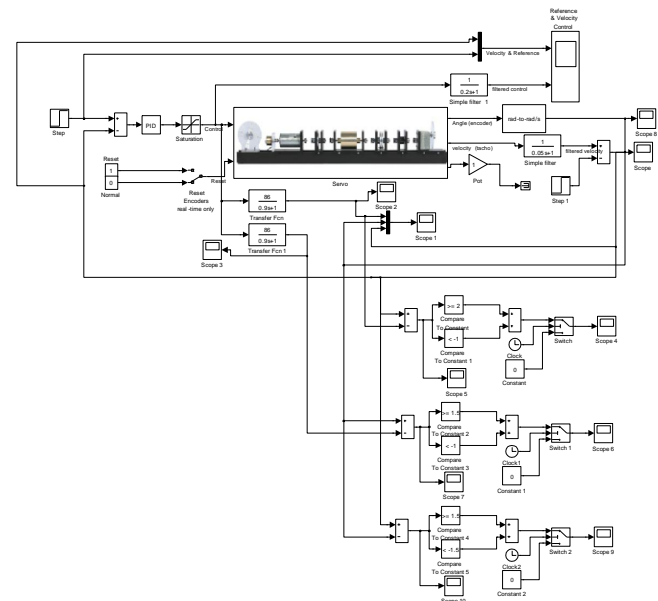 Reference
& Velocity
Control
Velocity & Reference
1
0.2s+1
filtered control
Simple filter 1
Step
+
-
PID
Saturation
Control
Angle (encoder)
rad-to-rad/s
Scope 8
velocity (tacho)
1
0.05s+1
Simple filter
filtered velocity
+
-
Scope
Servo
1
Pot
Step 1
Reset
1
0
Normal
Reset
Reset
Encoders
real-time only
86
0.9s+1
Transfer Fcn
Scope 2
86
0.9s+1
Transfer Fcn 1
Scope 1
Scope 3
+
-
>= 2
Compare
To Constant
< -1
Compare
To Constant 1
+
+
Clock
0
Constant
Switch
Scope 4
Scope 5
+
-
>= 1.5
Compare
To Constant 2
< -1
Compare
To Constant 3
+
+
Clock1
0
Constant 1
Switch 1
Scope 6
Scope 7
+
-
>= 1.5
Compare
To Constant 4
< -1.5
Compare
To Constant 5
+
+
Clock2
0
Constant 2
Switch 2
Scope 9
Scope 10